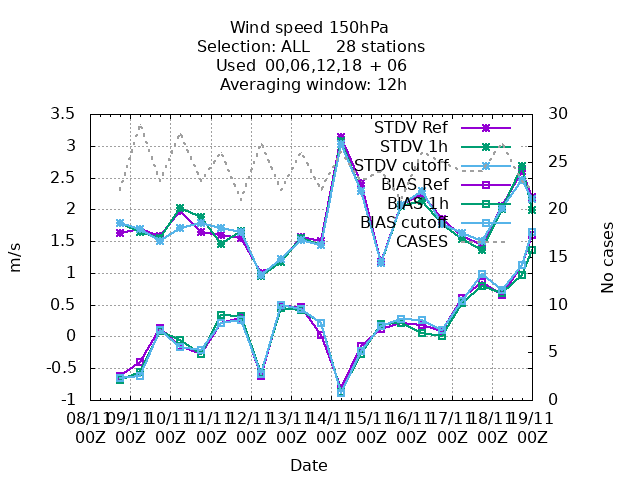 Wind speed 150hPa
Selection: ALL 28 stations
Used 00,06,12,18 + 06
Averaging window: 12h
3.5
3
2.5
2
1.5
1
0.5
0
-0.5
-1
m/s
30
25
20
15
10
5
0
No cases
STDV Ref
STDV 1h
STDV cutoff
BIAS Ref
BIAS 1h
BIAS cutoff
CASES
08/11 09/11 10/11 11/11 12/11 13/11 14/11 15/11 16/11 17/11 18/11 19/11
00Z 00Z 00Z 00Z 00Z 00Z 00Z 00Z 00Z 00Z 00Z 00Z
Date